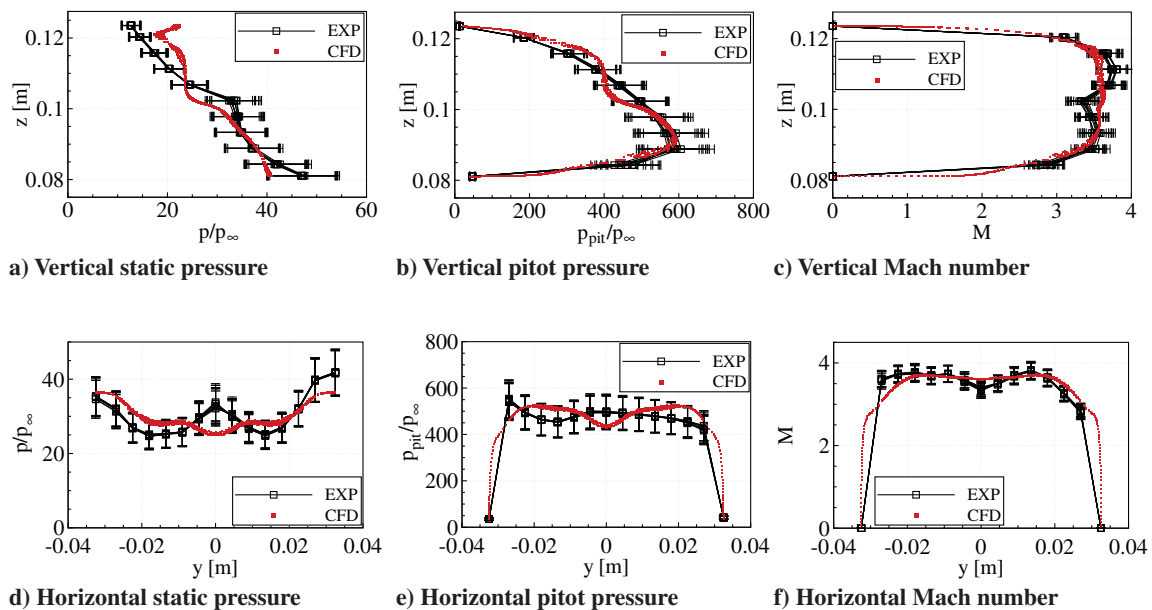 0.12
0.1
0.08
z [m]
0
20
40
60
p/p∞
EXP
CFD
a) Vertical static pressure
0.12
0.1
0.08
z [m]
0
200
400
600
800
p_pit/p∞
EXP
CFD
b) Vertical pitot pressure
0.12
0.1
0.08
z [m]
0
1
2
3
4
M
EXP
CFD
c) Vertical Mach number
60
40
20
0
p/p∞
-0.04
-0.02
0
0.02
0.04
y [m]
EXP
CFD
d) Horizontal static pressure
800
600
400
200
0
p_pit/p∞
-0.04
-0.02
0
0.02
0.04
y [m]
EXP
CFD
e) Horizontal pitot pressure
4
2
0
M
-0.04
-0.02
0
0.02
0.04
y [m]
EXP
CFD
f) Horizontal Mach number